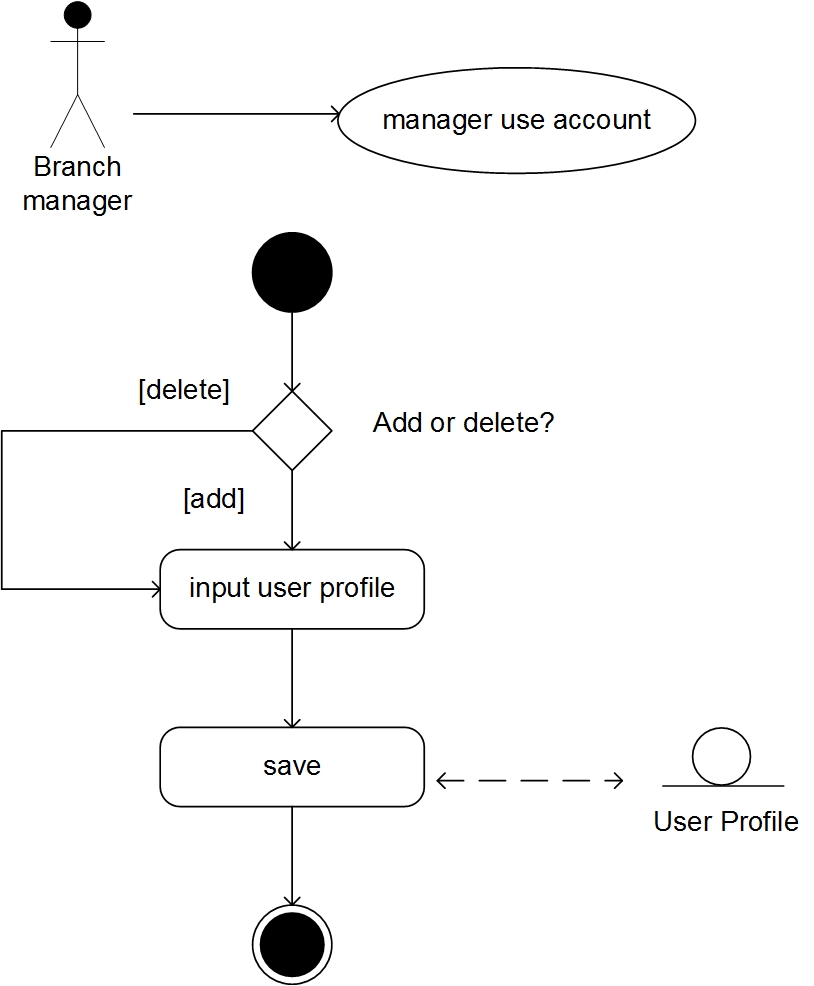 manager use account
Branch
manager
[delete]
Add or delete?
[add]
input user profile
save
User Profile